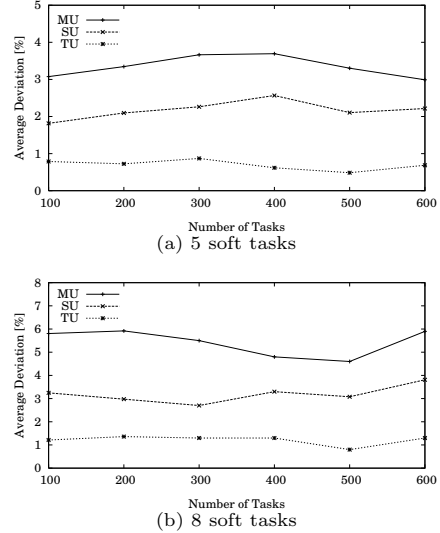 5
4
3
2
1
0
Average Deviation [%]
MU
SU
TU
100 200 300 400 500 600
Number of Tasks
(a) 5 soft tasks
8
7
6
5
4
3
2
1
0
Average Deviation [%]
MU
SU
TU
100 200 300 400 500 600
Number of Tasks
(b) 8 soft tasks